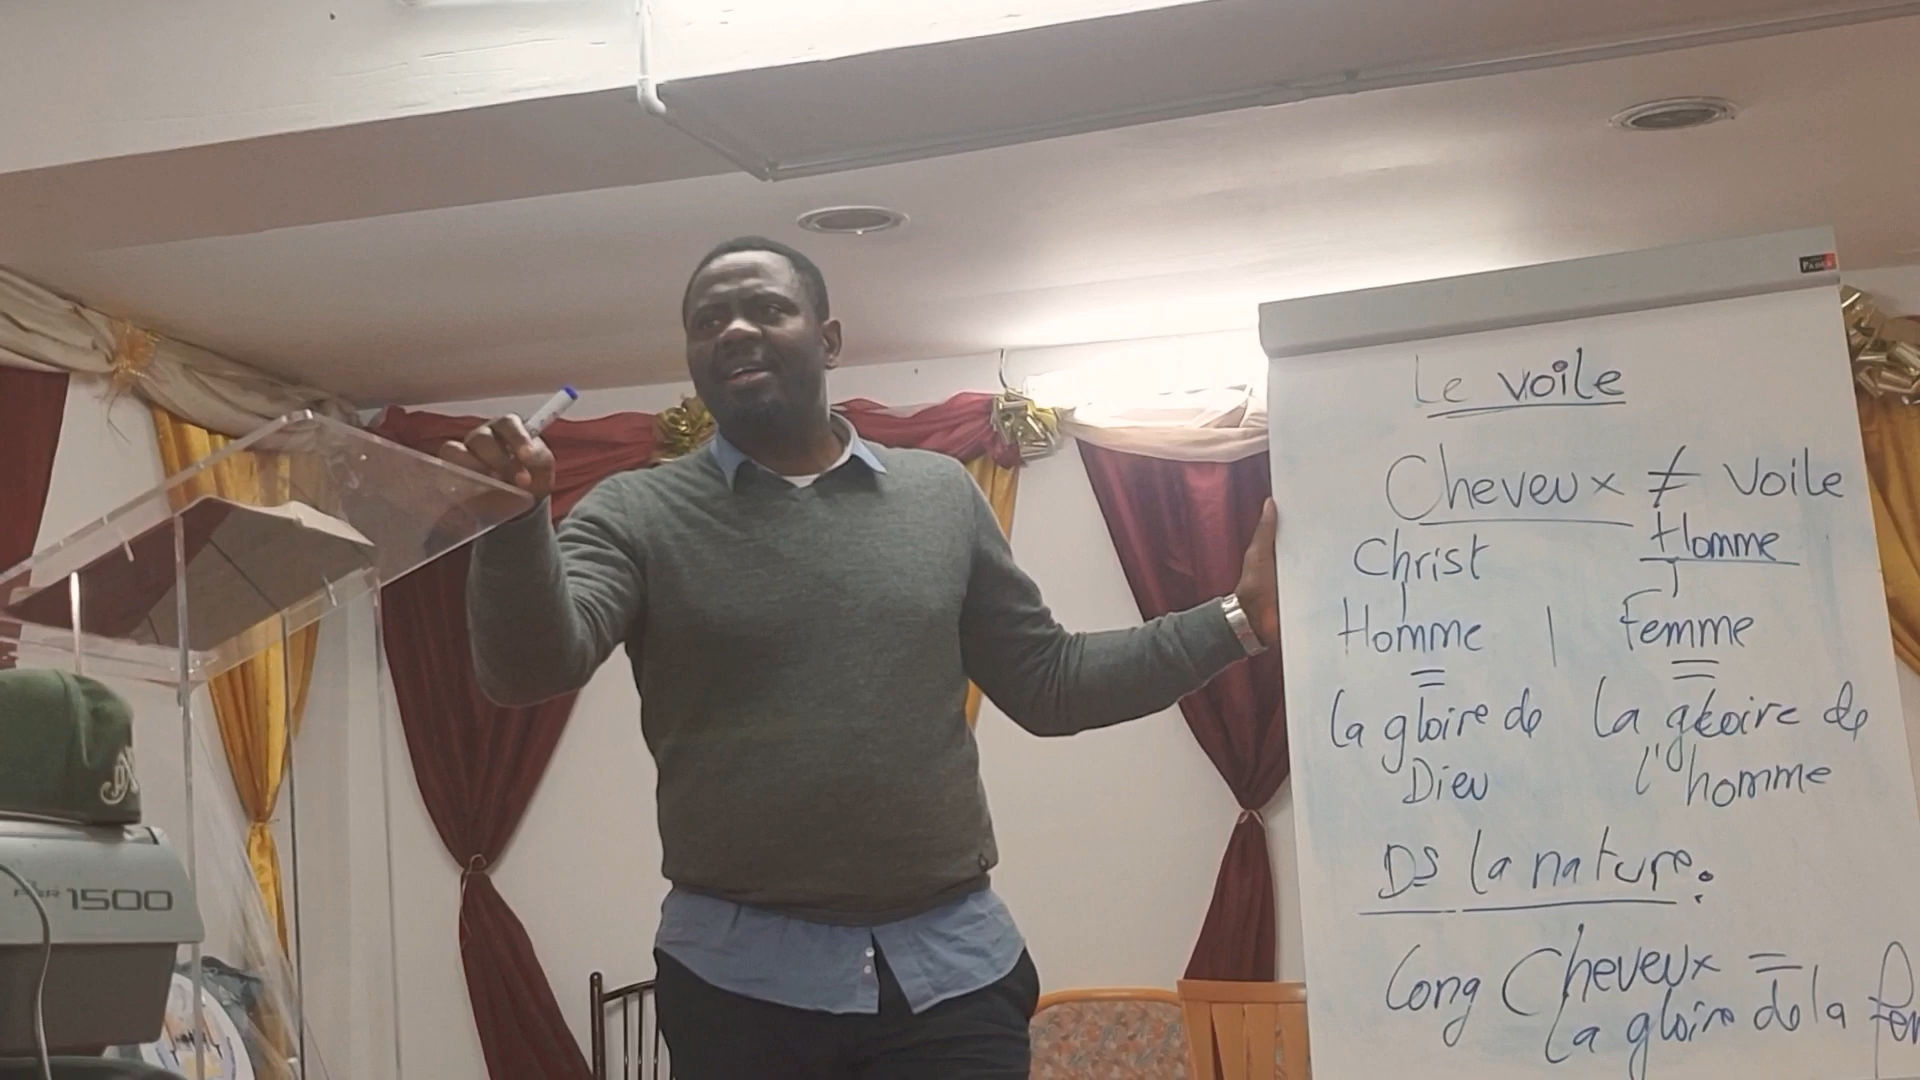 Le voile
Cheveux ≠ voile
Christ Homme
Homme | Femme
= =
la gloire de la gloire de
Dieu l'homme
Ds la nature:
Long Cheveux =
la gloire de la
1500